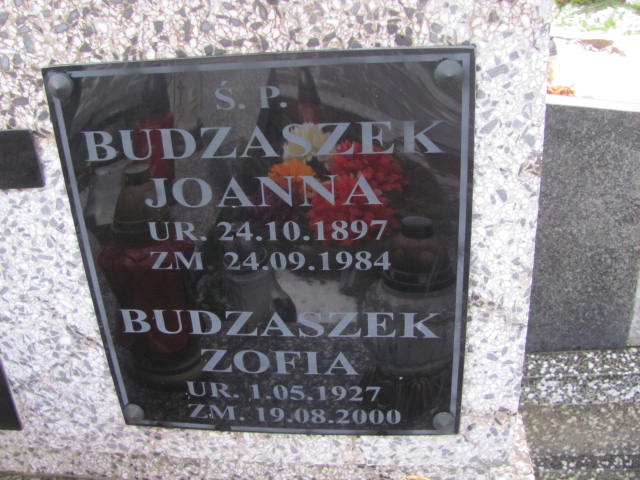 Ś. P.
BUDZASZEK
JOANNA
UR. 24.10.1897
ZM 24.09.1984
BUDZASZEK
ZOFIA
UR. 1.05.1927
ZM. 19.08.2000